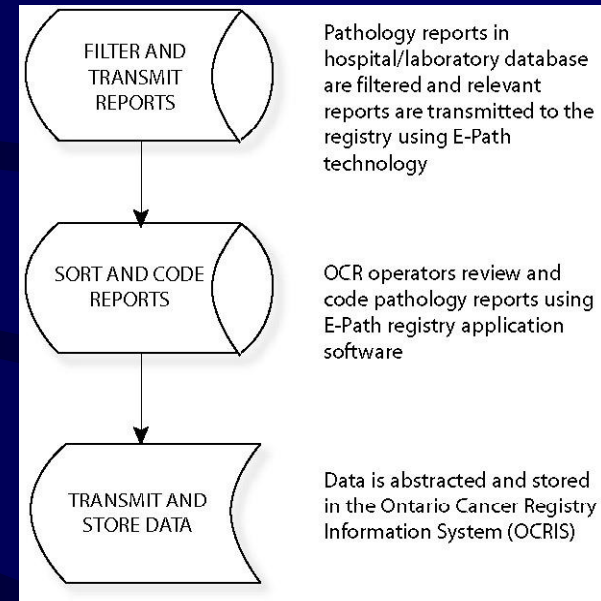 FILTER AND
TRANSMIT
REPORTS
Pathology reports in
hospital/laboratory database
are filtered and relevant
reports are transmitted to the
registry using E-Path
technology
SORT AND CODE
REPORTS
OCR operators review and
code pathology reports using
E-Path registry application
software
TRANSMIT AND
STORE DATA
Data is abstracted and stored
in the Ontario Cancer Registry
Information System (OCRIS)